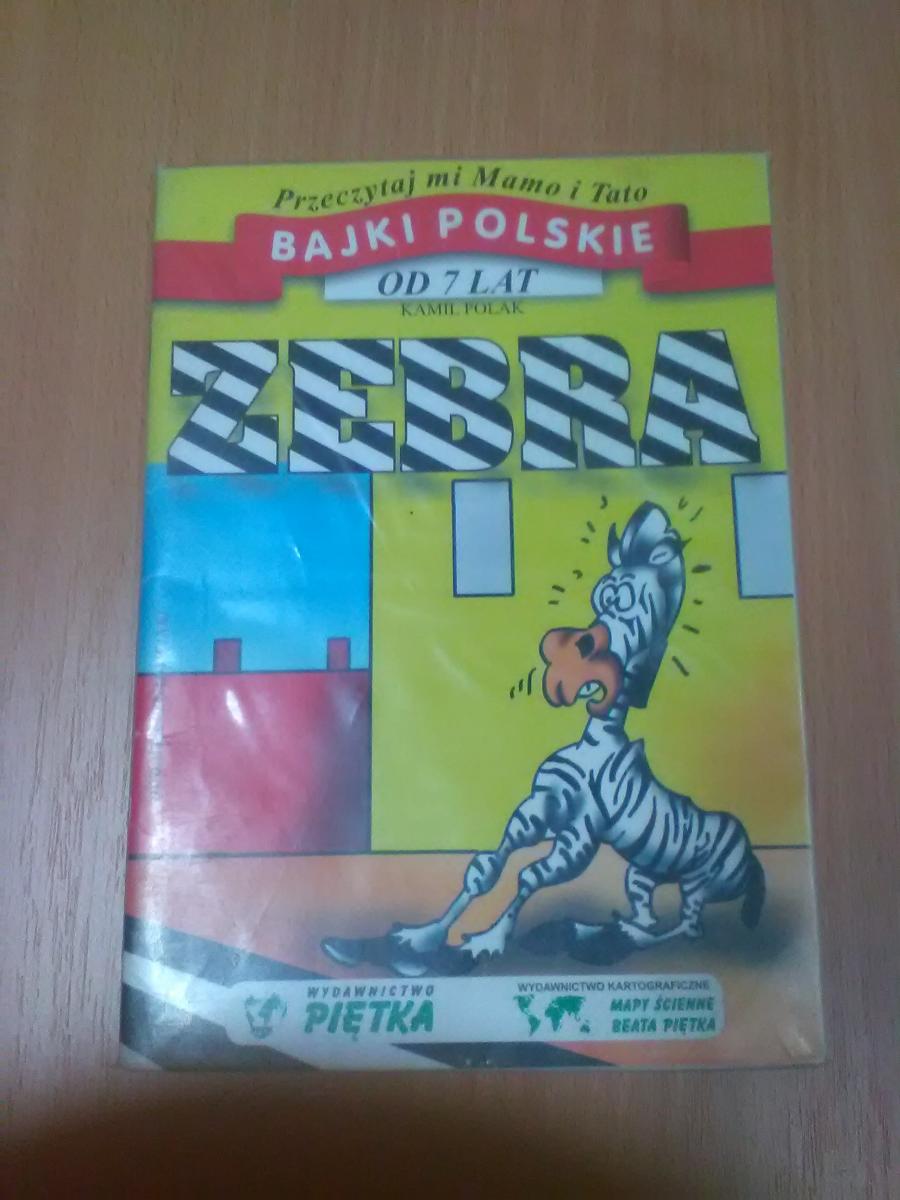 Przeczytaj mi Mamo i Tato
BAJKI POLSKIE
OD 7 LAT
KAMIL POLAK
ZEBRA
WYDAWNICTWO
PIĘTKA
WYDAWNICTWO KARTOGRAFICZNE
MAPY ŚCIENNE
BEATA PIĘTKA